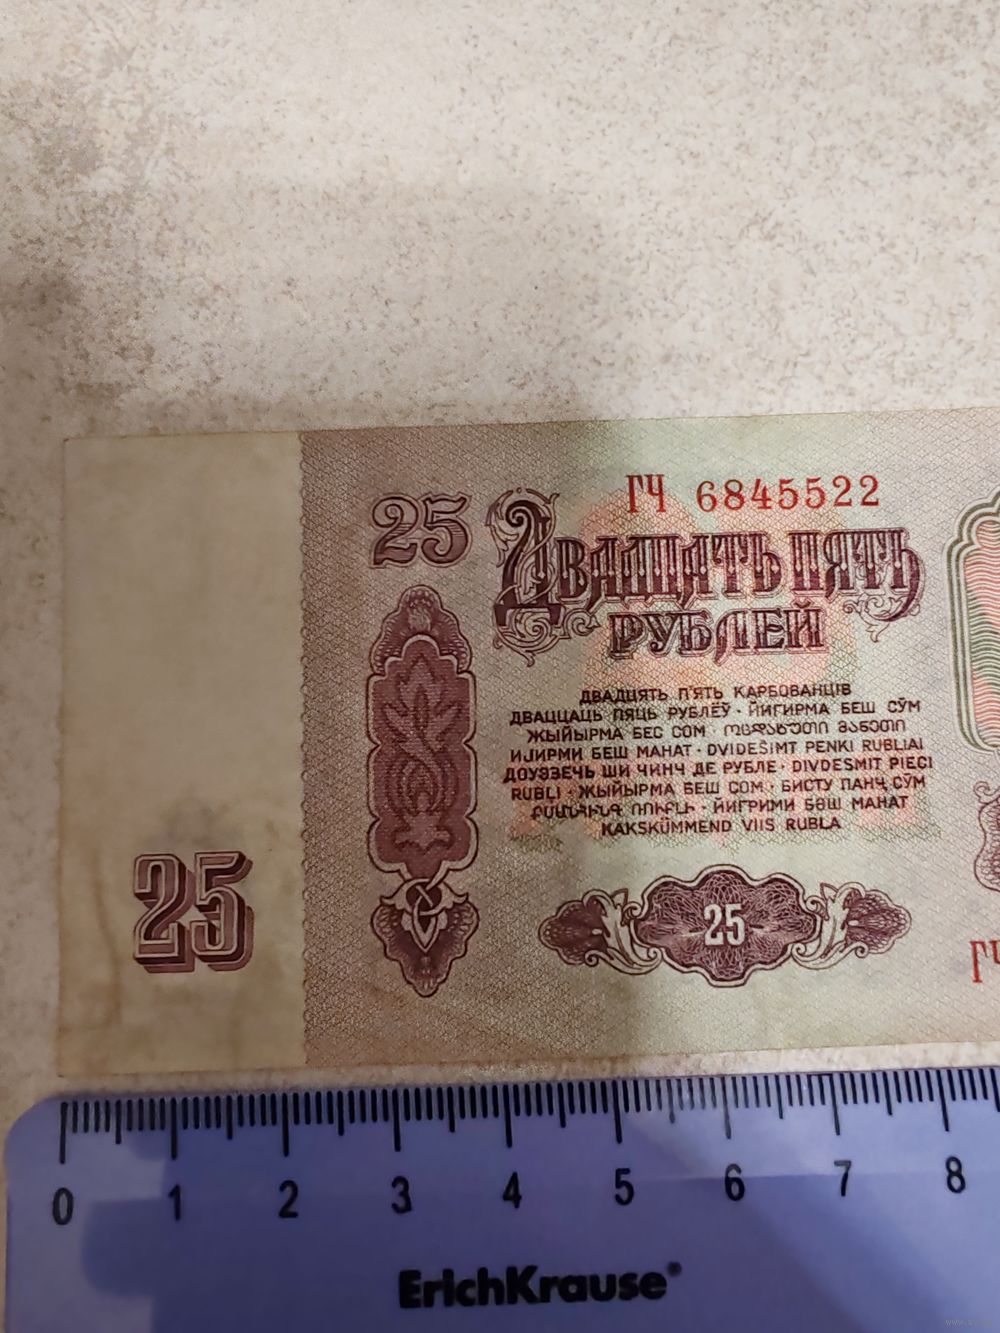 25
ГЧ 6845522
ДВАДЦАТЬ ПЯТЬ
РУБЛЕЙ
ДВАДЦЯТЬ П'ЯТЬ КАРБОВАНЦІВ
ДВАЦЦАЦЬ ПЯЦЬ РУБЛЁЎ · ЙИГИРМА БЕШ СЎМ
ЖЫЙЫРМА БЕС СОМ · ᲝᲪᲓᲐᲮᲣᲗᲘ ᲛᲐᲜᲔᲗᲘ
ИЈИРМИ БЕШ МАНАТ · DVIDEŠIMT PENKI RUBLIAI
ДОУЭЗЕЧЬ ШИ ЧИНЧ ДЕ РУБЛЕ · DIVDESMIT PIECI
RUBĻI · ЖЫЙЫРМА БЕШ СОМ · БИСТУ ПАНҶ СЎМ
ՔՍԱՆՀԻՆԳ ՌՈՒԲԼԻ · ЙИГРИМИ БӘШ МАНАТ
KAKSKÜMMEND VIIS RUBLA
25
25
ГЧ
0 1 2 3 4 5 6 7 8
ErichKrause®